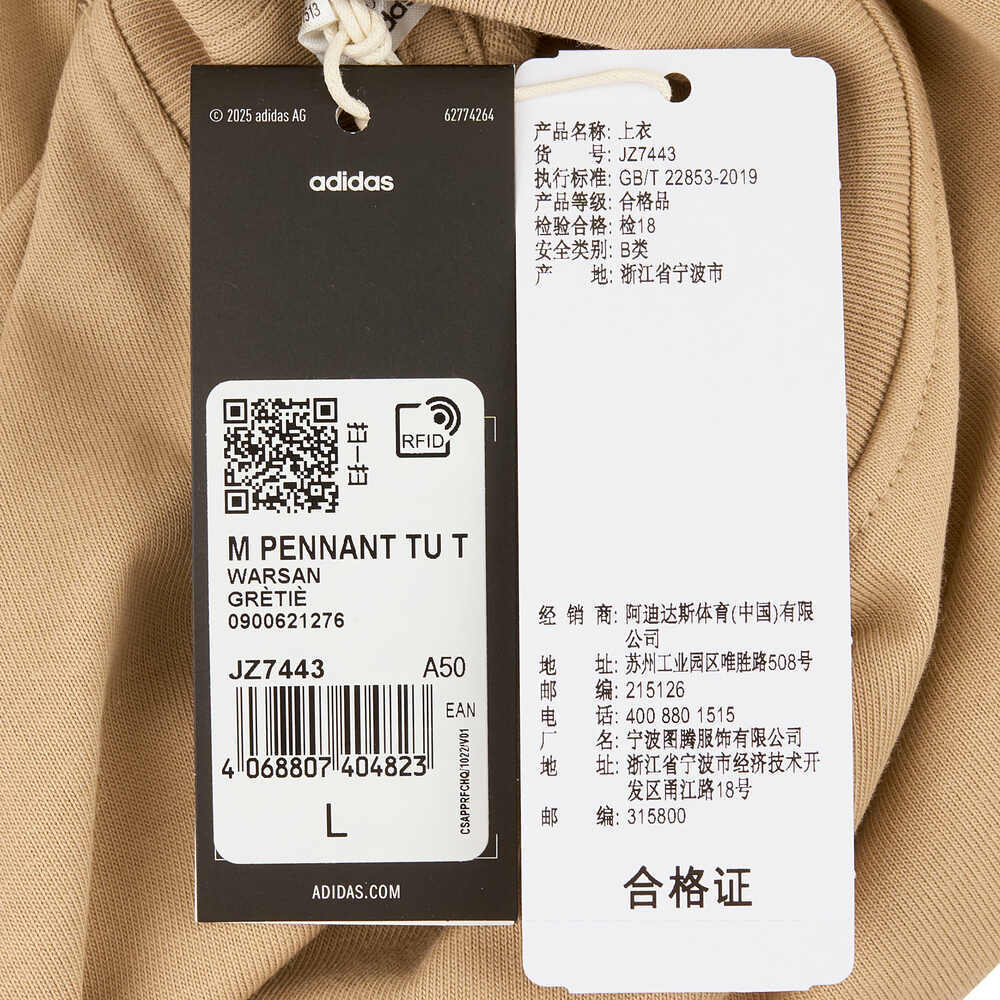 513
© 2025 adidas AG
62774264
adidas
扫一扫
RFID
M PENNANT TU T
WARSAN
GRÈTIÈ
0900621276
JZ7443
A50
EAN
4 068807 404823
CSAPPRFCHQ/1022/V01
L
ADIDAS.COM
产品名称: 上衣
货 号: JZ7443
执行标准: GB/T 22853-2019
产品等级: 合格品
检验合格: 检18
安全类别: B类
产 地: 浙江省宁波市
经 销 商: 阿迪达斯体育(中国)有限
公司
地 址: 苏州工业园区唯胜路508号
邮 编: 215126
电 话: 400 880 1515
厂 名: 宁波图腾服饰有限公司
地 址: 浙江省宁波市经济技术开
发区甬江路18号
邮 编: 315800
合格证